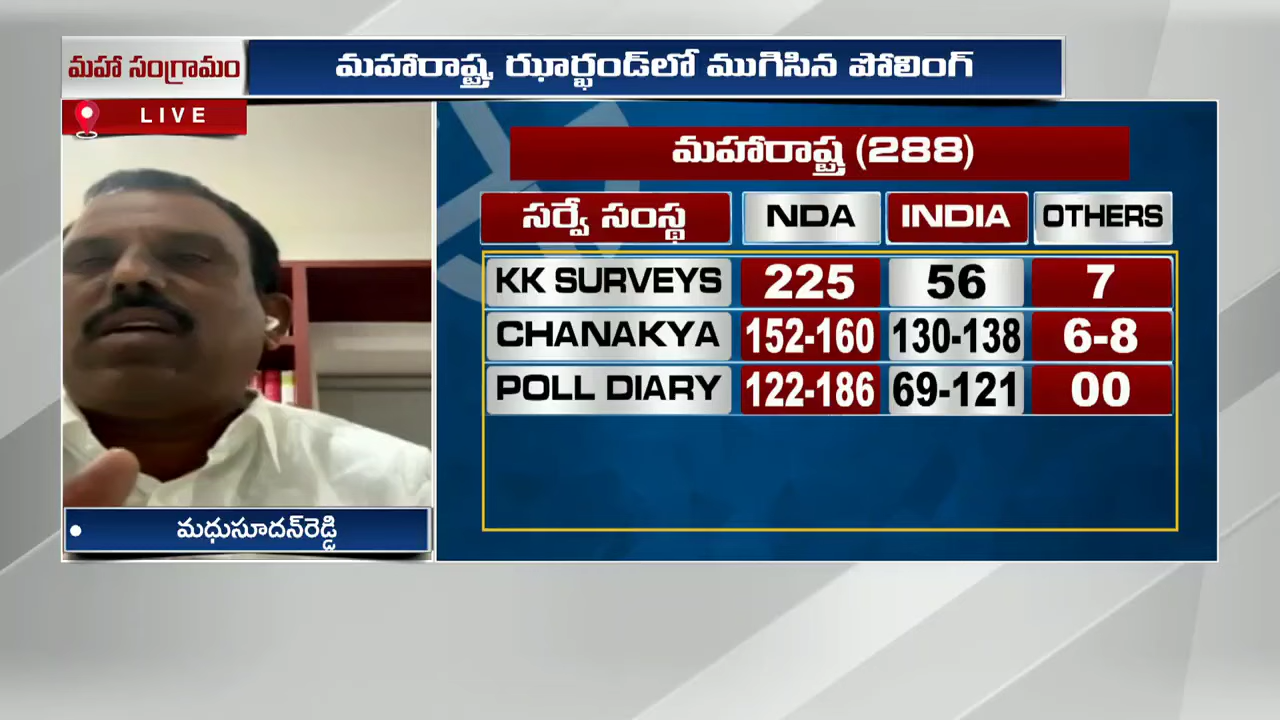 మహా సంగ్రామం
మహారాష్ట్ర, ఝార్ఖండ్‌లో ముగిసిన పోలింగ్
LIVE
మహారాష్ట్ర (288)
సర్వే సంస్థ NDA INDIA OTHERS
KK SURVEYS 225 56 7
CHANAKYA 152-160 130-138 6-8
POLL DIARY 122-186 69-121 00
మధుసూదన్‌రెడ్డి